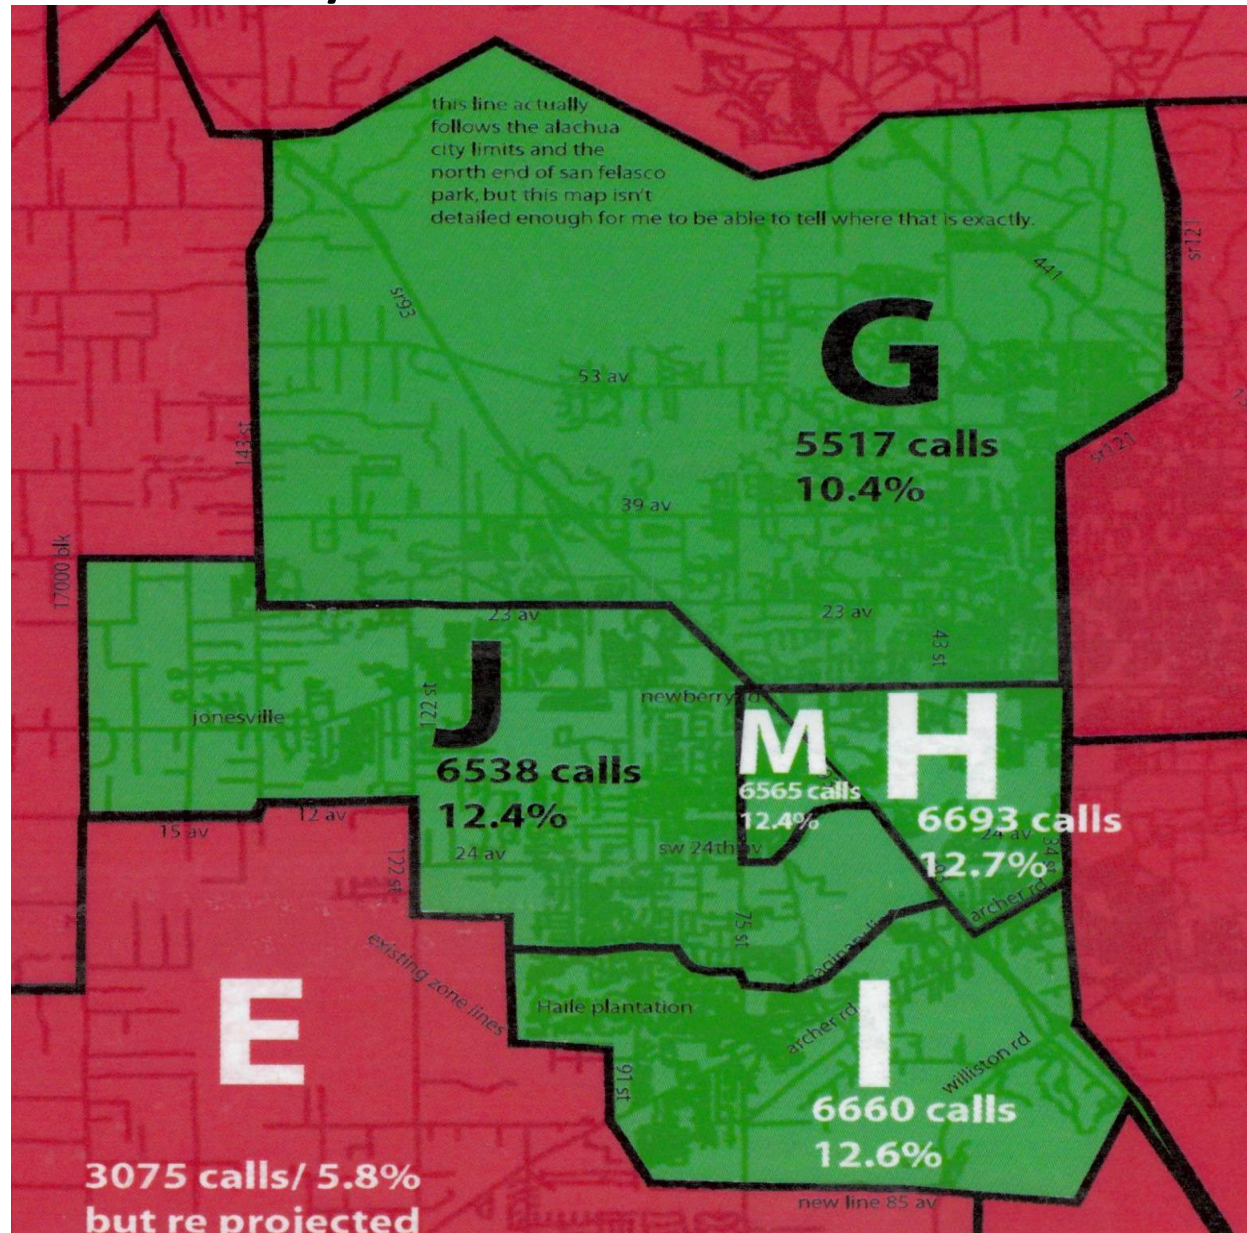 this line actually
follows the alachua
city limits and the
north end of san felasco
park, but this map isn't
detailed enough for me to be able to tell where that is exactly.
sr121
441
sr93
G
53 av
5517 calls
10.4%
sr121
143 st
39 av
17000 blk
23 av
23 av
48 st
J
newberry rd
M
H
jonesville
122 st
6538 calls
12.4%
6565 calls
12.4%
6693 calls
12.7%
24 av
34 st
15 av
12 av
24 av
sw 24th av
122 st
archer rd
75 st
existing zone lines
E
Haile plantation
I
archer rd
williston rd
91 st
6660 calls
12.6%
3075 calls/ 5.8%
but re projected
new line 85 av